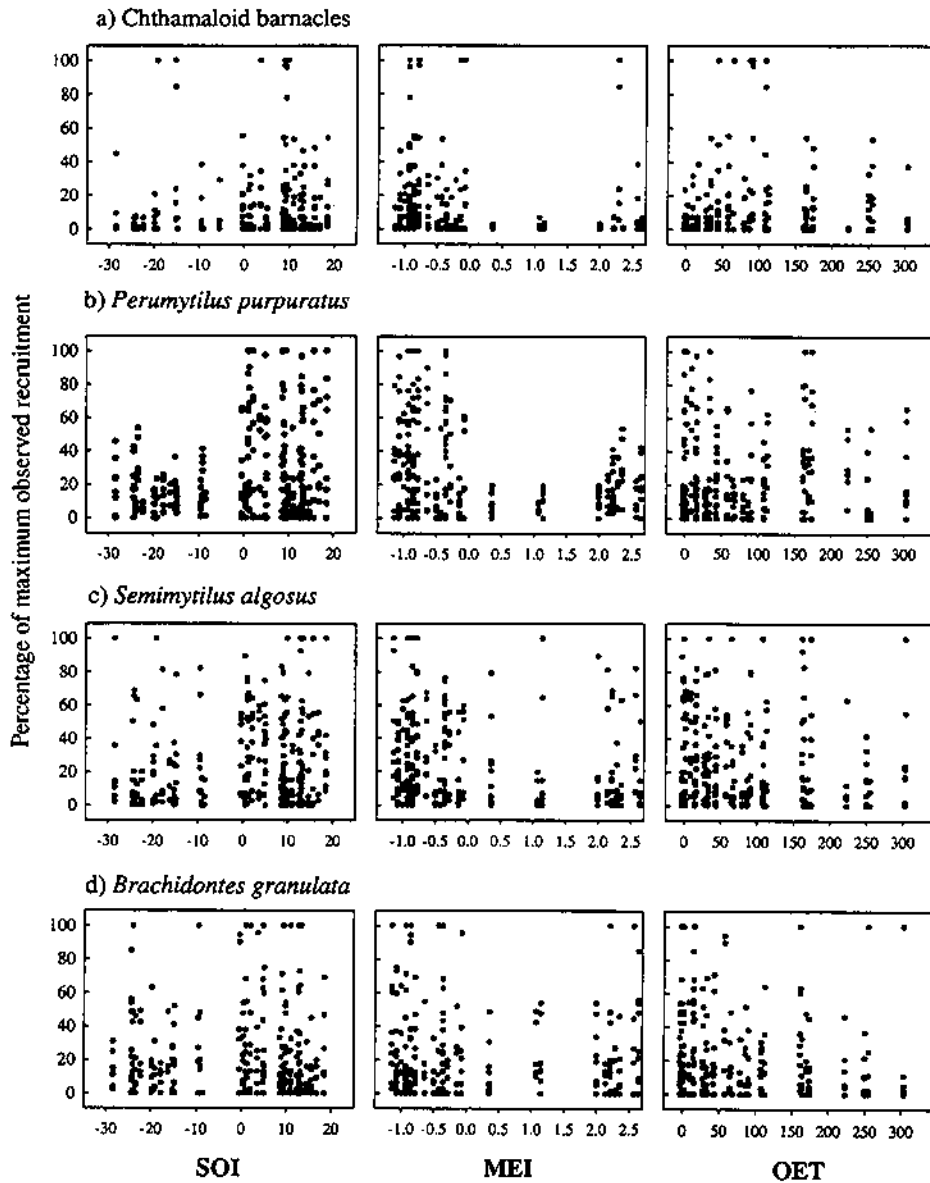 a) Chthamaloid barnacles
100
80
60
40
20
0
-30 -20 -10 0 10 20
-1.0 -0.5 0.0 0.5 1.0 1.5 2.0 2.5
0 50 100 150 200 250 300
b) Perumytilus purpuratus
100
80
60
40
20
0
-30 -20 -10 0 10 20
-1.0 -0.5 0.0 0.5 1.0 1.5 2.0 2.5
0 50 100 150 200 250 300
c) Semimytilus algosus
100
80
60
40
20
0
-30 -20 -10 0 10 20
-1.0 -0.5 0.0 0.5 1.0 1.5 2.0 2.5
0 50 100 150 200 250 300
d) Brachidontes granulata
100
80
60
40
20
0
-30 -20 -10 0 10 20
-1.0 -0.5 0.0 0.5 1.0 1.5 2.0 2.5
0 50 100 150 200 250 300
SOI MEI OET
Percentage of maximum observed recruitment